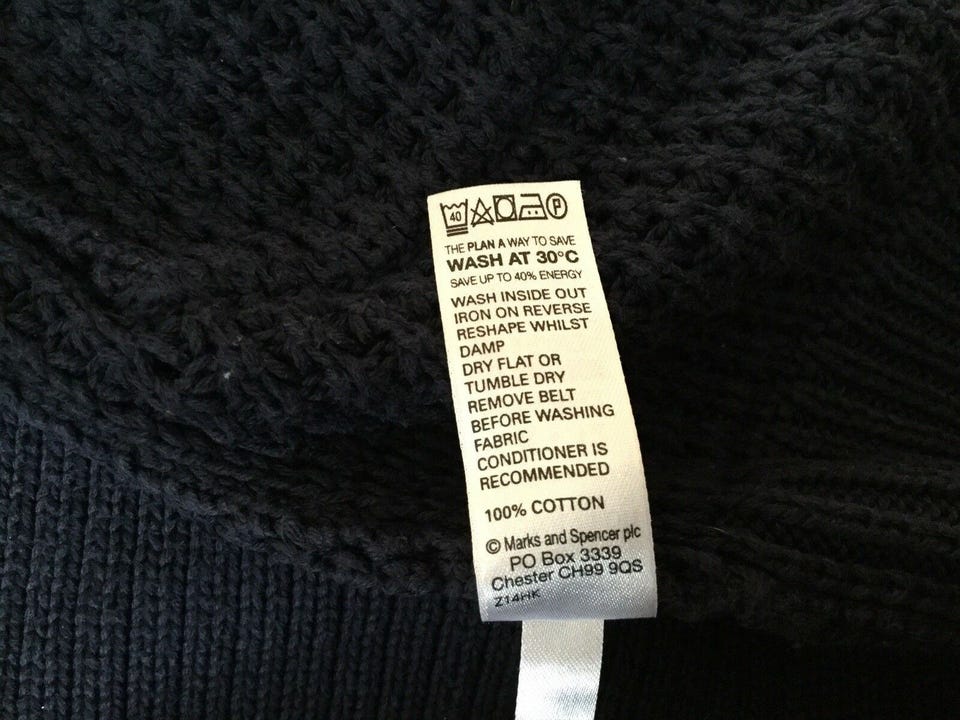 40 P
THE PLAN A WAY TO SAVE
WASH AT 30°C
SAVE UP TO 40% ENERGY
WASH INSIDE OUT
IRON ON REVERSE
RESHAPE WHILST
DAMP
DRY FLAT OR
TUMBLE DRY
REMOVE BELT
BEFORE WASHING
FABRIC
CONDITIONER IS
RECOMMENDED
100% COTTON
© Marks and Spencer plc
PO Box 3339
Chester CH99 9QS
Z14HK